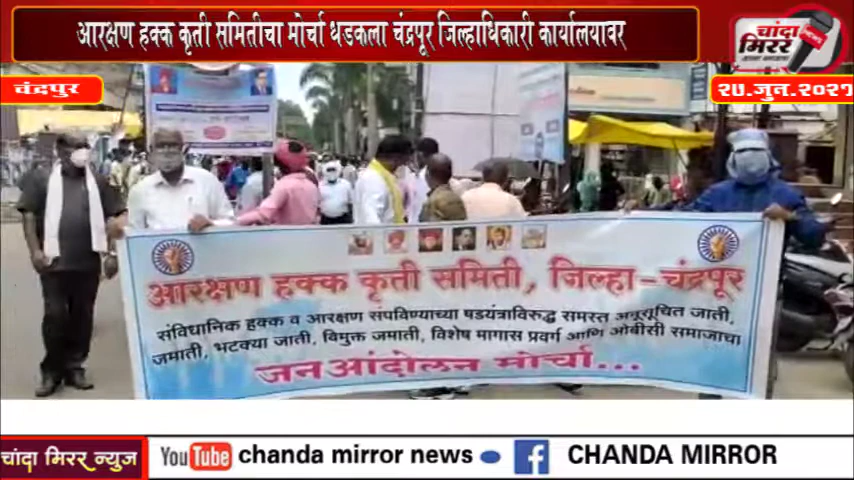 आरक्षण हक्क कृती समितीचा मोर्चा धडकला चंद्रपूर जिल्हाधिकारी कार्यालयावर
चांदा
मिरर
चंदपुर
२७.जुन.२०२१
आरक्षण हक्क कृती समिती, जिल्हा-चंद्रपूर
संविधानिक हक्क व आरक्षण संपविण्याच्या षडयंत्राविरुद्ध समस्त अनुसूचित जाती,
जमाती, भटक्या जाती, विमुक्त जमाती, विशेष मागास प्रवर्ग आणि ओबीसी समाजाचा
जन आंदोलन मोर्चा.....
चांदा मिरर न्युज
YouTube chanda mirror news
f CHANDA MIRROR